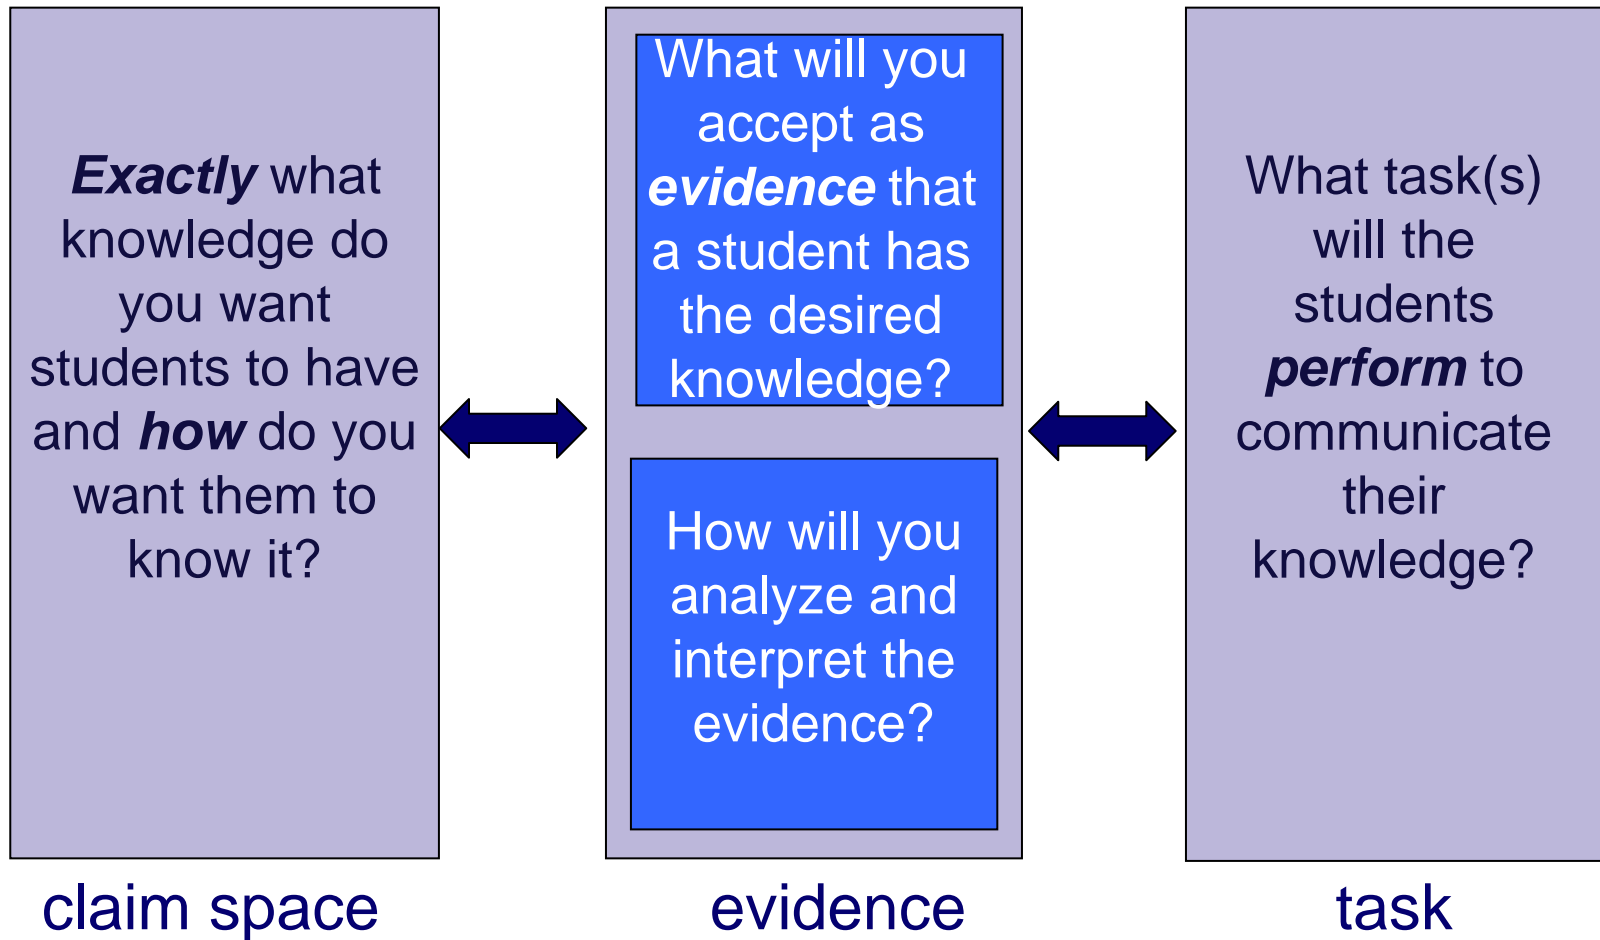 Exactly what
knowledge do
you want
students to have
and how do you
want them to
know it?
claim space
What will you
accept as
evidence that
a student has
the desired
knowledge?
How will you
analyze and
interpret the
evidence?
evidence
What task(s)
will the
students
perform to
communicate
their
knowledge?
task